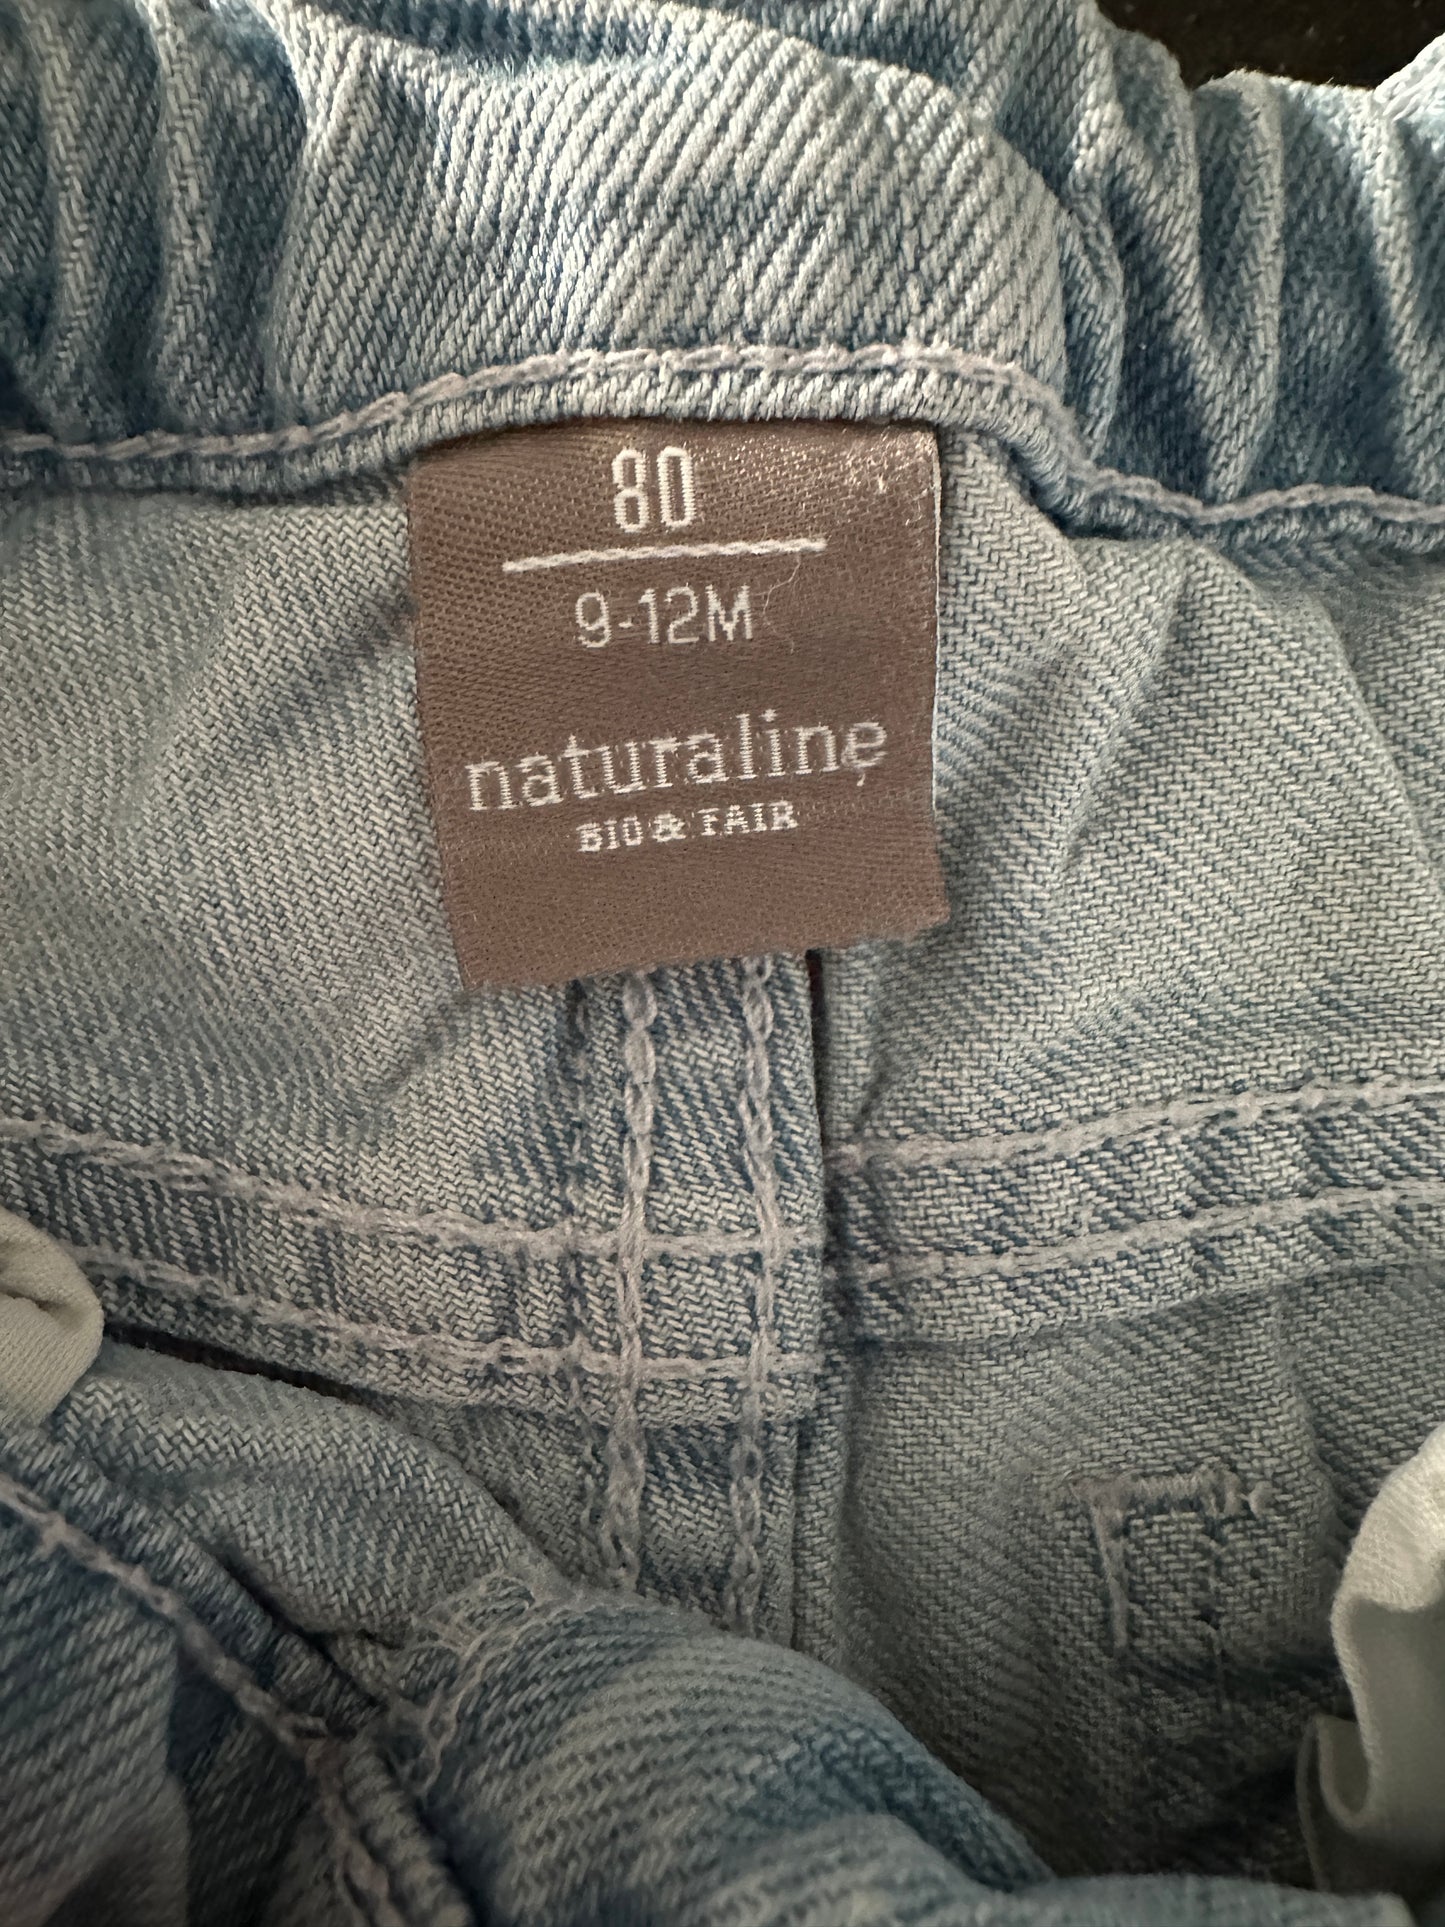 80
9-12M
naturaline
BIO & FAIR